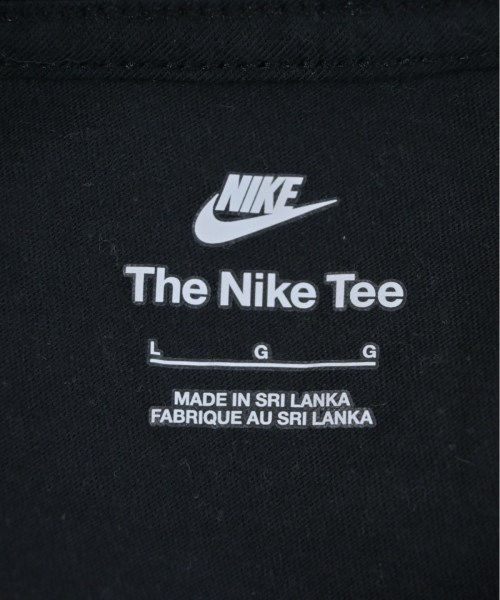 NIKE
The Nike Tee
L G G
MADE IN SRI LANKA
FABRIQUE AU SRI LANKA